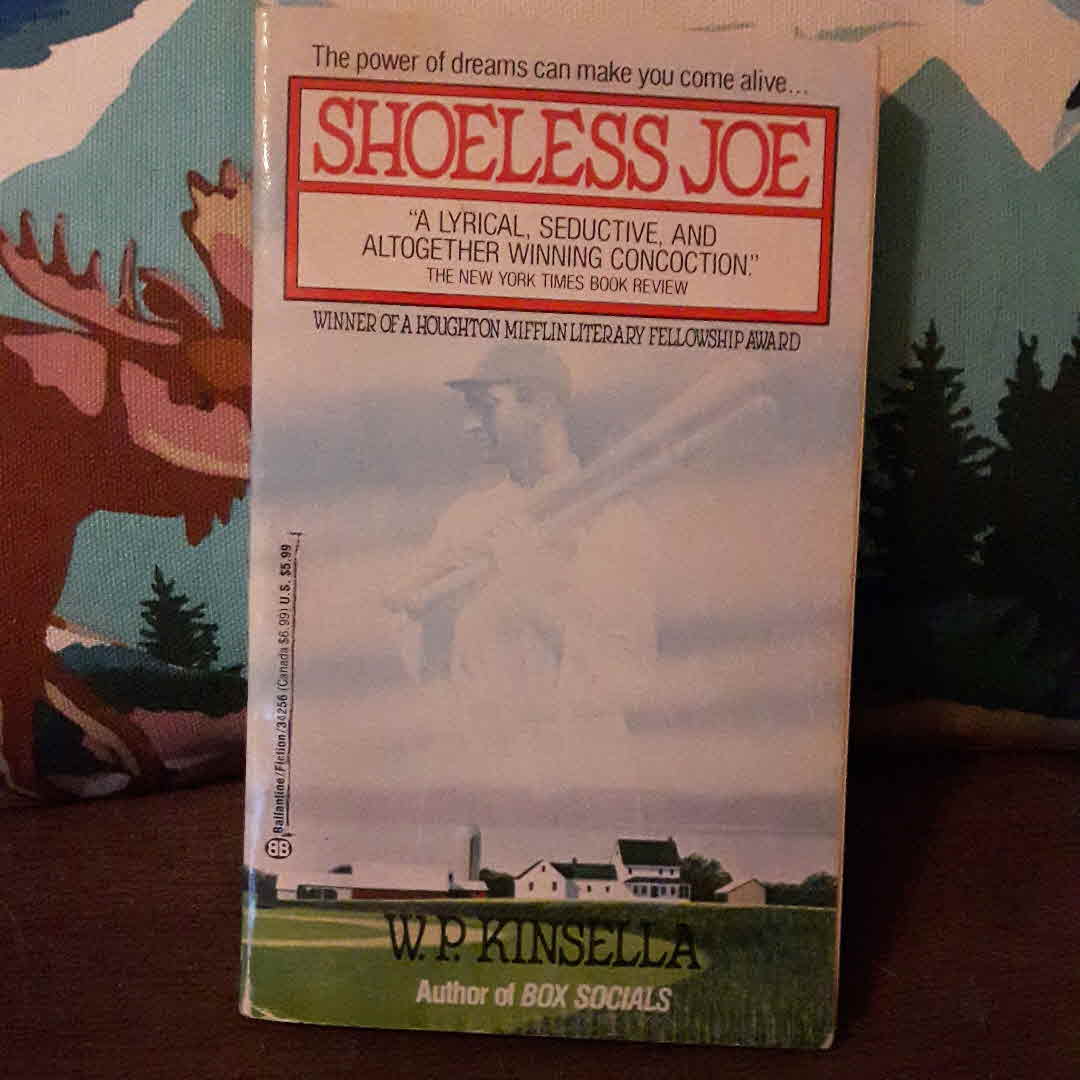 The power of dreams can make you come alive...
SHOELESS JOE
"A LYRICAL, SEDUCTIVE, AND
ALTOGETHER WINNING CONCOCTION."
THE NEW YORK TIMES BOOK REVIEW
WINNER OF A HOUGHTON MIFFLIN LITERARY FELLOWSHIP AWARD
Ballantine/Fiction/34256 (Canada $6.99) U.S. $5.99
BB
W. P. KINSELLA
Author of BOX SOCIALS